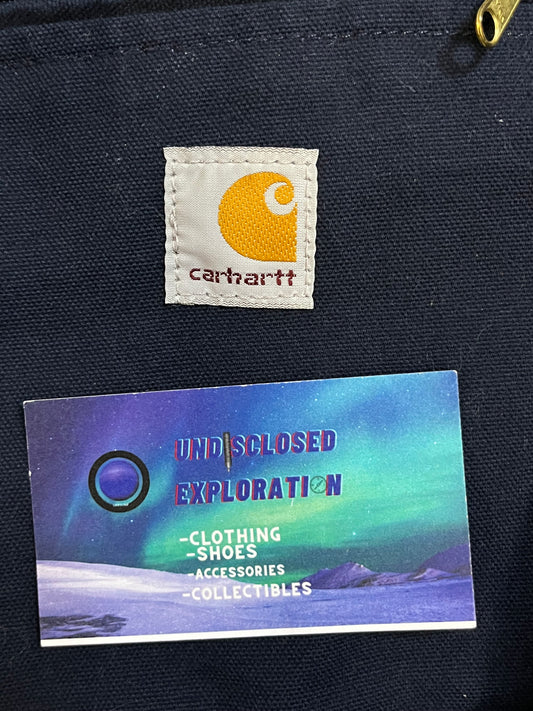 carhartt
UNDISCLOSED
EXPLORATION
-CLOTHING
-SHOES
-ACCESSORIES
-COLLECTIBLES